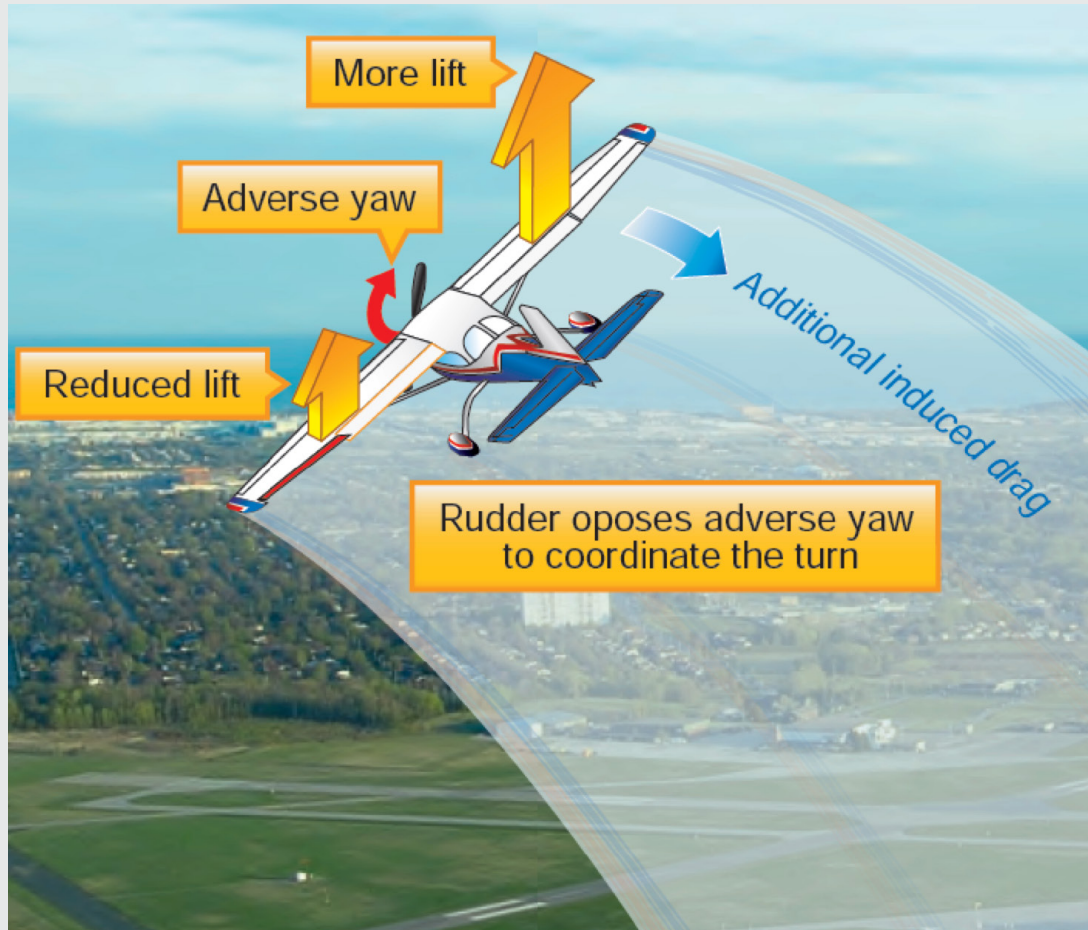 More lift
Adverse yaw
Reduced lift
Additional induced drag
Rudder oposes adverse yaw
to coordinate the turn